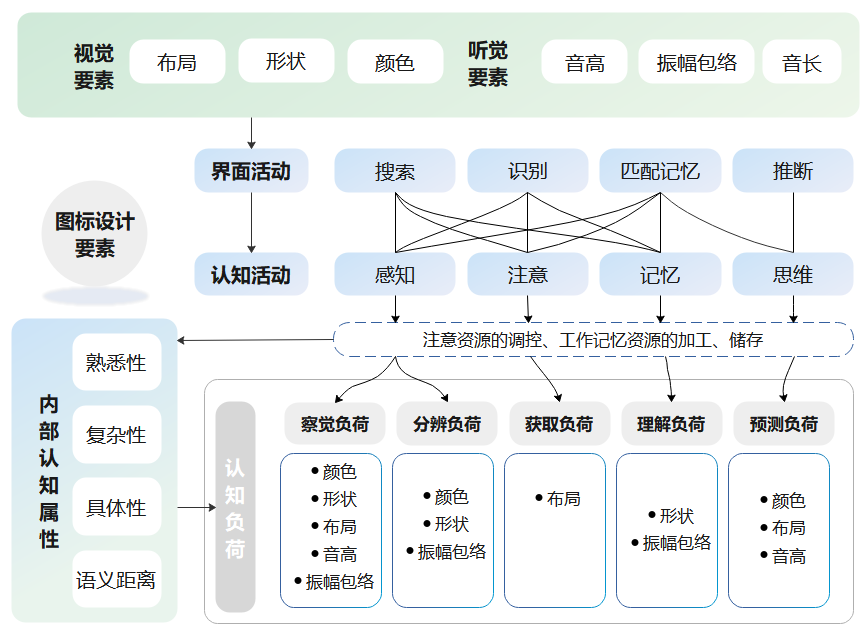 视觉
要素
布局
形状
颜色
听觉
要素
音高
振幅包络
音长
界面活动
搜索
识别
匹配记忆
推断
图标设计
要素
认知活动
感知
注意
记忆
思维
注意资源的调控、工作记忆资源的加工、储存
内部认知属性
熟悉性
复杂性
具体性
语义距离
认知负荷
察觉负荷
分辨负荷
获取负荷
理解负荷
预测负荷
•颜色
•形状
•布局
•音高
•振幅包络
•颜色
•形状
•振幅包络
•布局
•形状
•振幅包络
•颜色
•布局
•音高